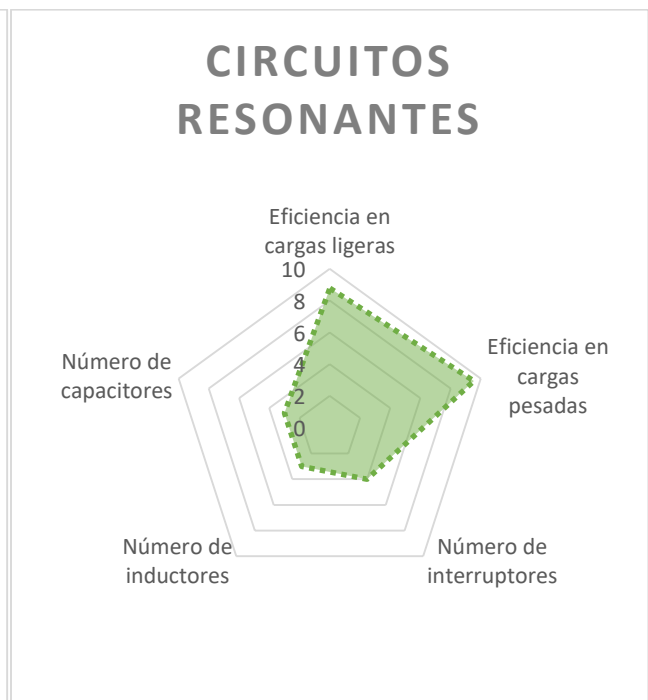 CIRCUITOS
RESONANTES
Eficiencia en
cargas ligeras
10
8
6
4
2
0
Eficiencia en
cargas
pesadas
Número de
interruptores
Número de
inductores
Número de
capacitores